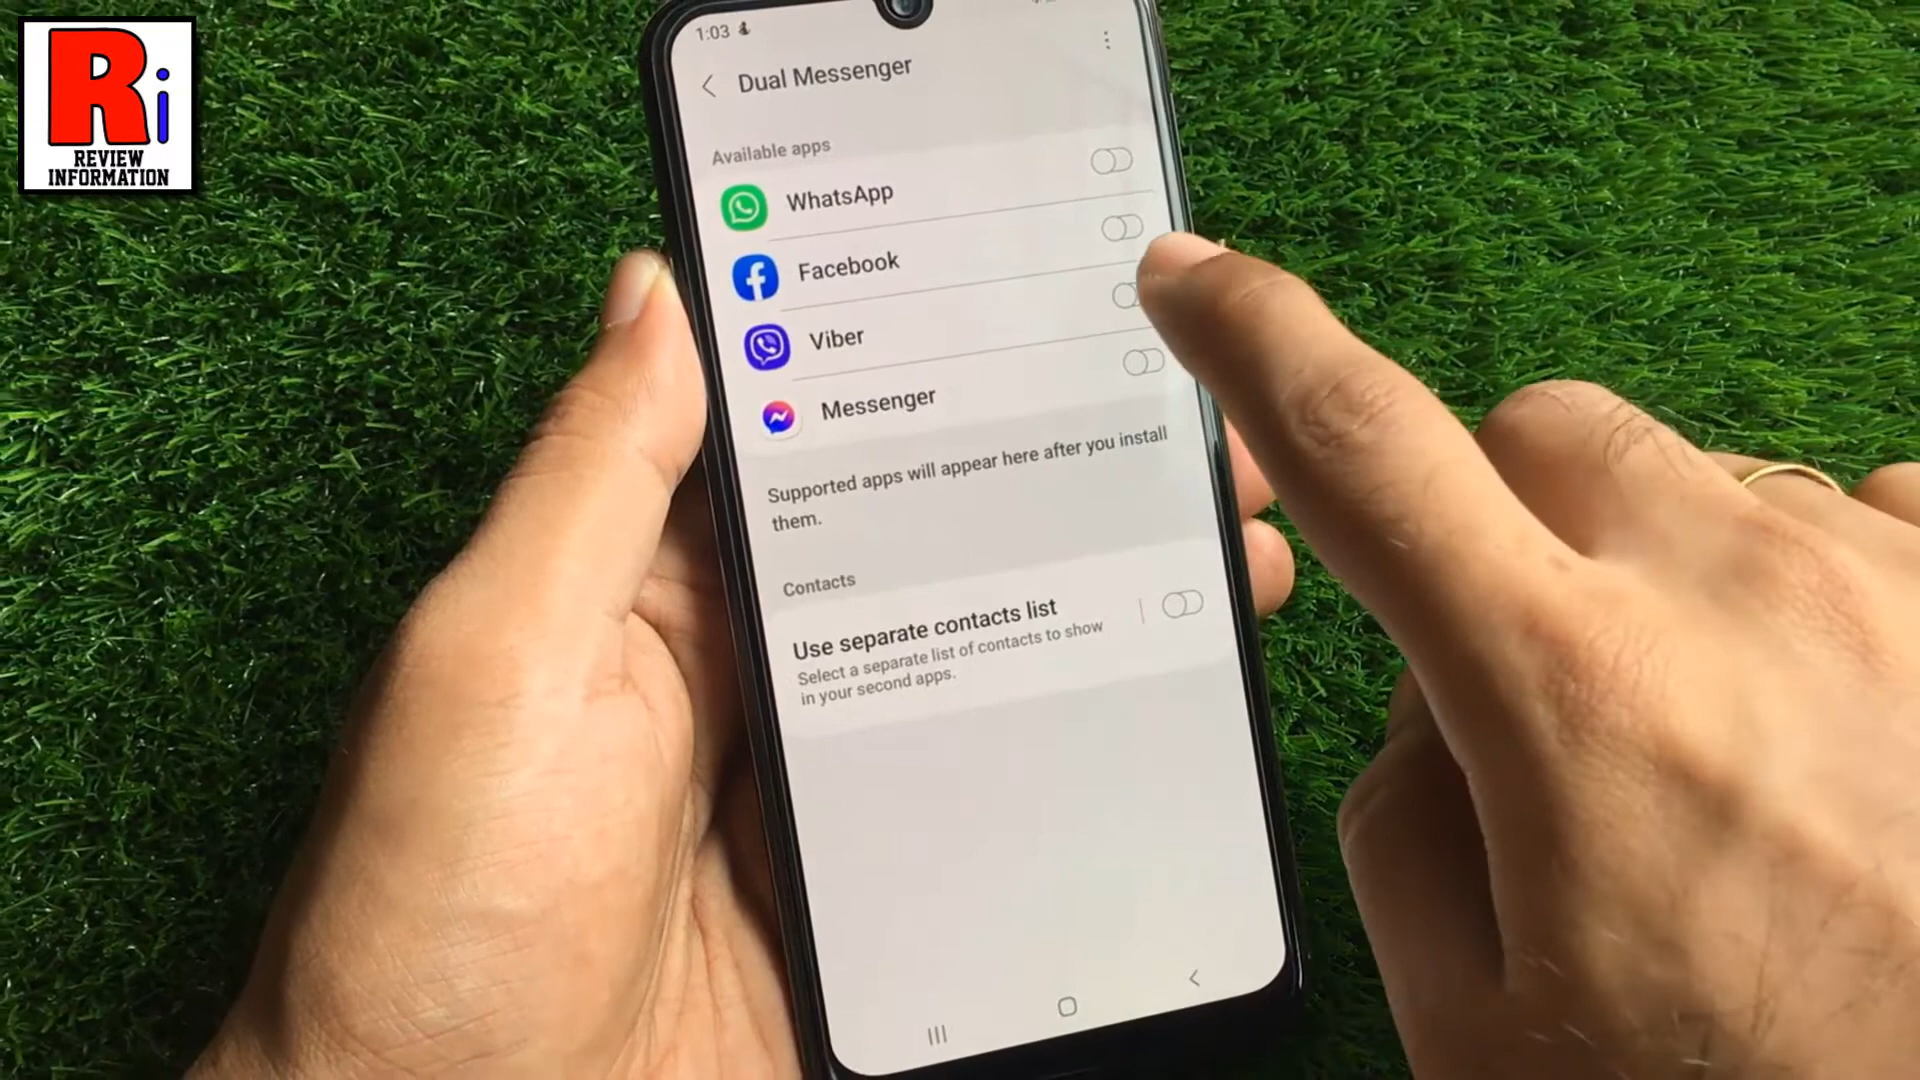 Ri
REVIEW
INFORMATION
1:03
Dual Messenger
Available apps
WhatsApp
Facebook
Viber
Messenger
Supported apps will appear here after you install
them.
Contacts
Use separate contacts list
Select a separate list of contacts to show
in your second apps.